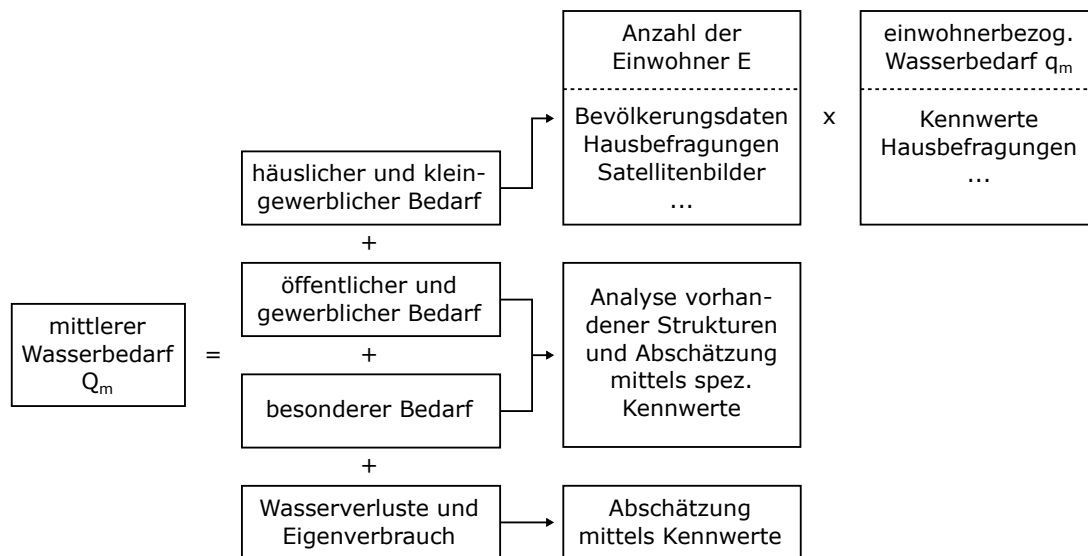 mittlerer
Wasserbedarf
Qm
=
häuslicher und klein-
gewerblicher Bedarf
+
öffentlicher und
gewerblicher Bedarf
+
besonderer Bedarf
+
Wasserverluste und
Eigenverbrauch
Anzahl der
Einwohner E
Bevölkerungsdaten
Hausbefragungen
Satellitenbilder
...
x
einwohnerbezog.
Wasserbedarf qm
Kennwerte
Hausbefragungen
...
Analyse vorhan-
dener Strukturen
und Abschätzung
mittels spez.
Kennwerte
Abschätzung
mittels Kennwerte